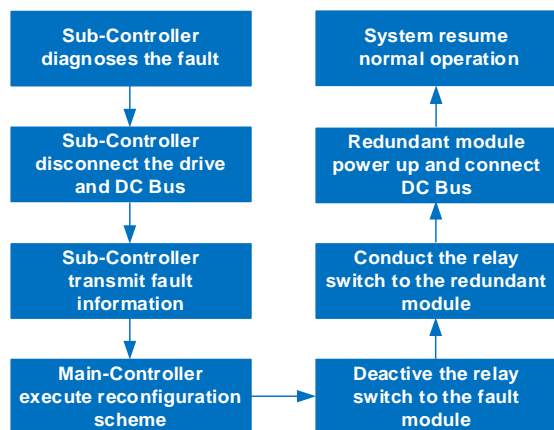 Sub-Controller
diagnoses the fault
Sub-Controller
disconnect the drive
and DC Bus
Sub-Controller
transmit fault
information
Main-Controller
execute reconfiguration
scheme
Deactive the relay
switch to the fault
module
Conduct the relay
switch to the redundant
module
Redundant module
power up and connect
DC Bus
System resume
normal operation